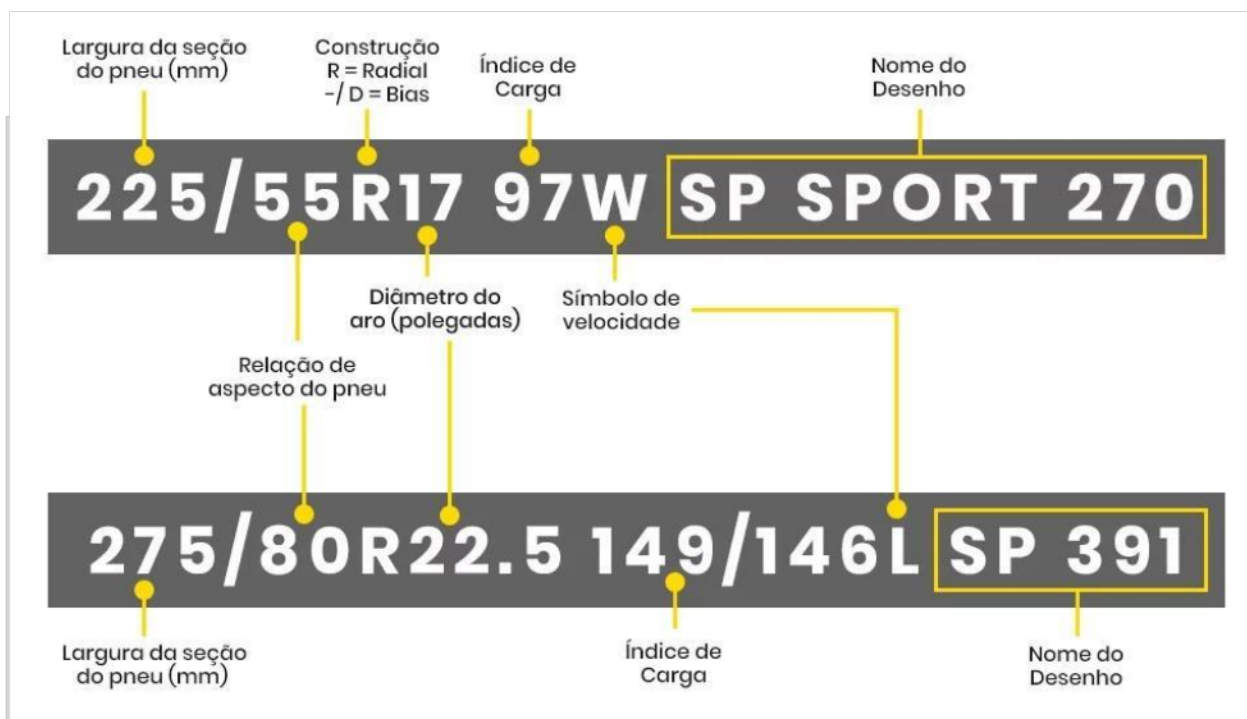 Largura da seção
do pneu (mm)
Construção
R = Radial
-/ D = Bias
Índice de
Carga
Nome do
Desenho
225/55R17 97W SP SPORT 270
Diâmetro do
aro (polegadas)
Símbolo de
velocidade
Relação de
aspecto do pneu
275/80R22.5 149/146L SP 391
Largura da seção
do pneu (mm)
Índice de
Carga
Nome do
Desenho